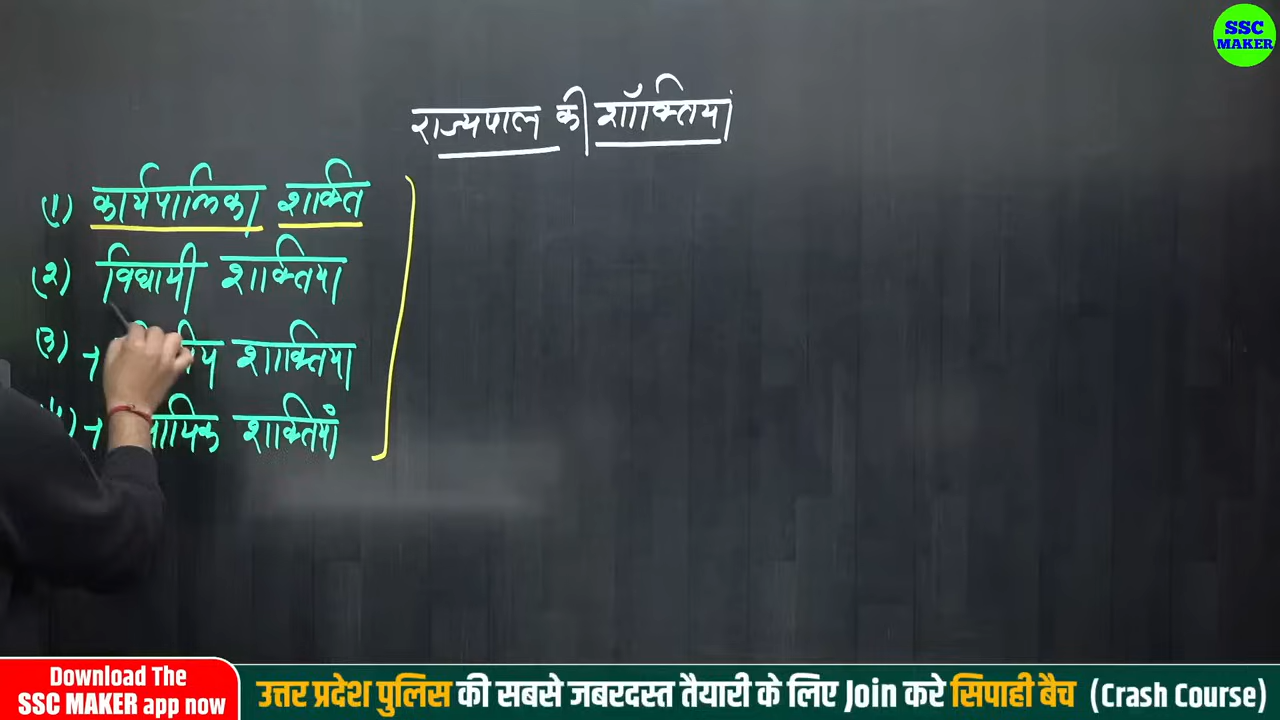 SSC
MAKER
राज्यपाल की शक्तियां
(1) कार्यपालिका शक्ति
(२) विधायी शक्तिया
(3) → शक्तिया
→ शक्तियां
Download The
SSC MAKER app now
उत्तर प्रदेश पुलिस की सबसे जबरदस्त तैयारी के लिए Join करे सिपाही बैच (Crash Course)